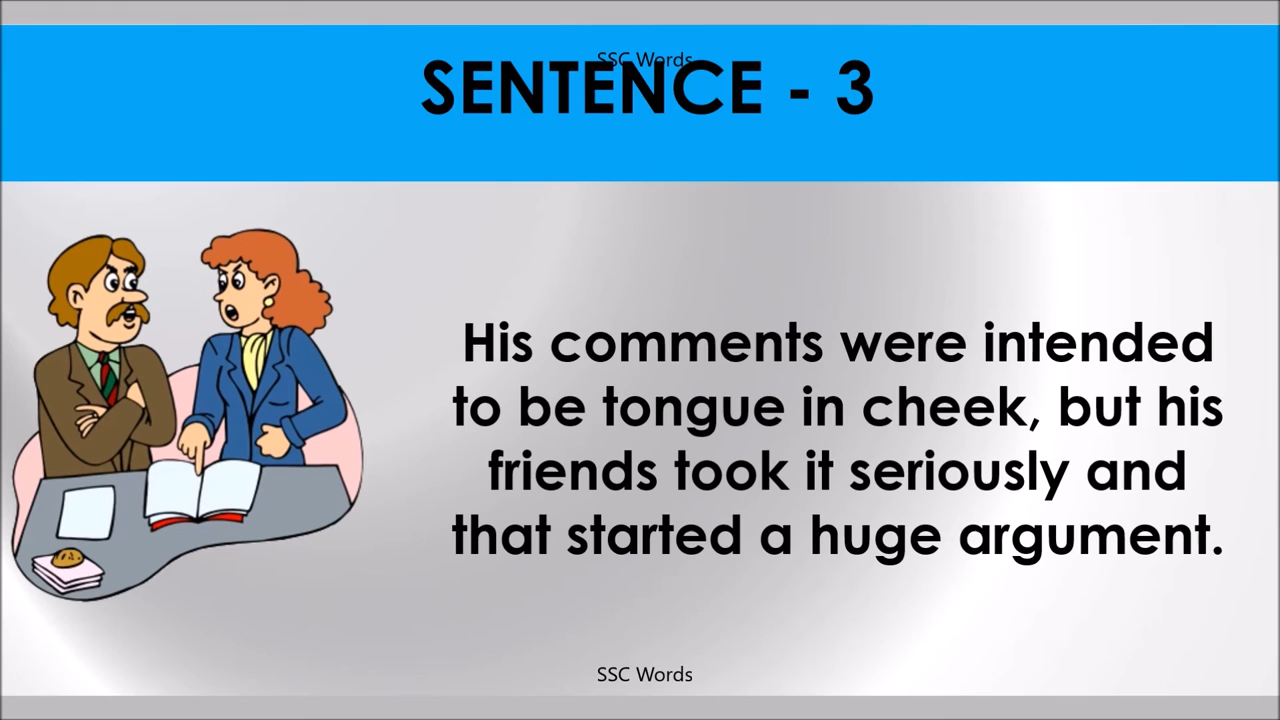 SSC Words
SENTENCE - 3
His comments were intended
to be tongue in cheek, but his
friends took it seriously and
that started a huge argument.
SSC Words